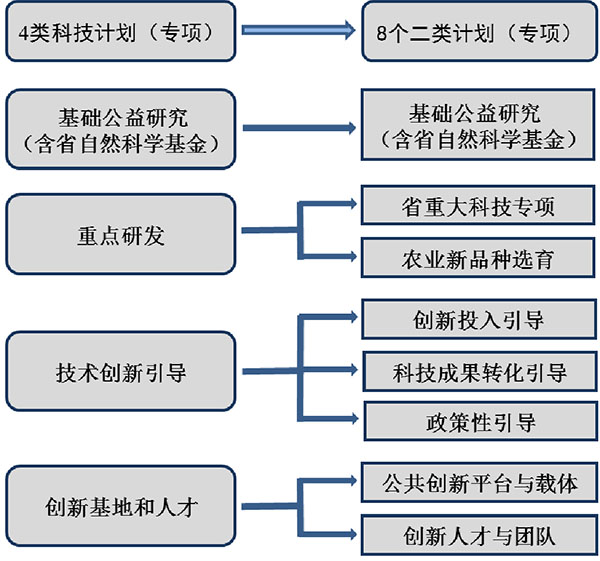 4类科技计划（专项）
8个二类计划（专项）
基础公益研究
（含省自然科学基金）
基础公益研究
（含省自然科学基金）
重点研发
省重大科技专项
农业新品种选育
技术创新引导
创新投入引导
科技成果转化引导
政策性引导
创新基地和人才
公共创新平台与载体
创新人才与团队